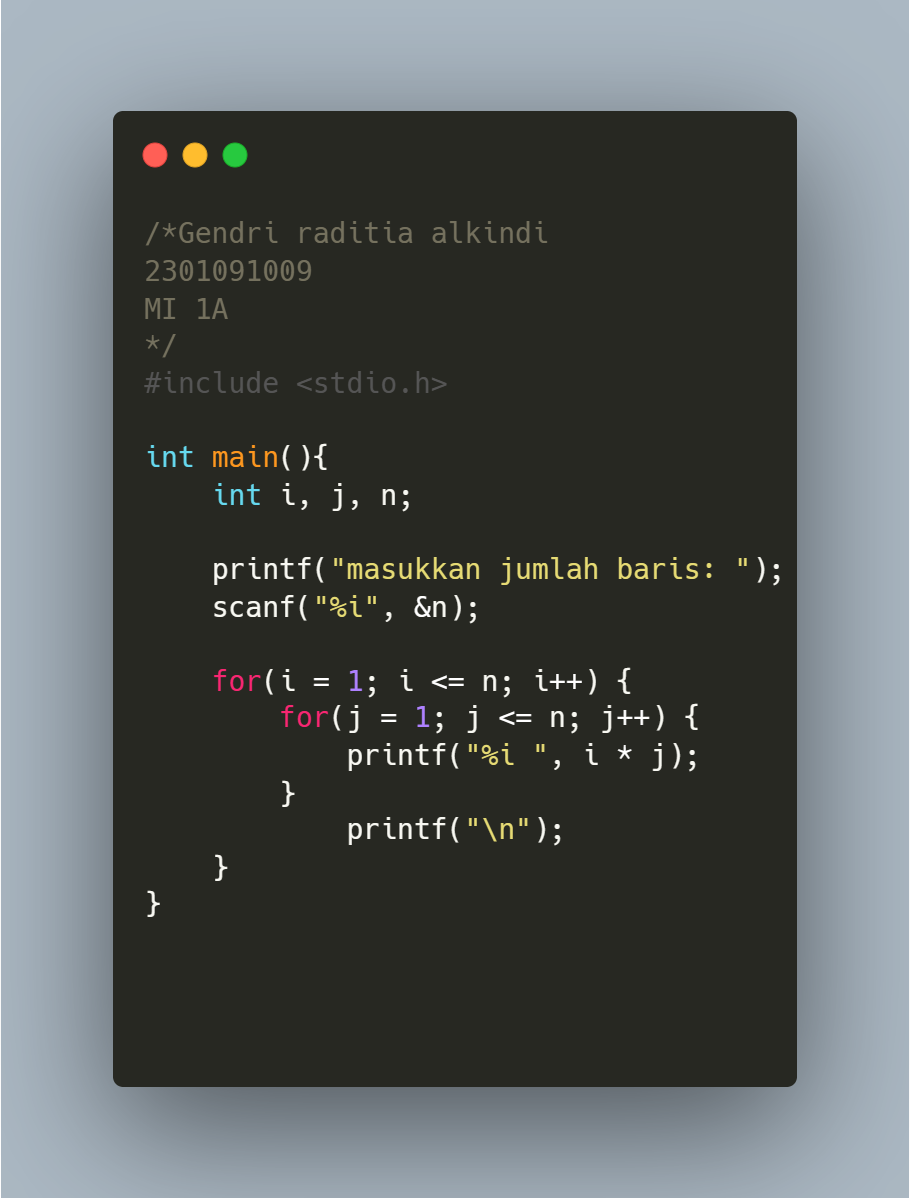 /*Gendri raditia alkindi
2301091009
MI 1A
*/
#include <stdio.h>

int main(){
    int i, j, n;

    printf("masukkan jumlah baris: ");
    scanf("%i", &n);

    for(i = 1; i <= n; i++) {
        for(j = 1; j <= n; j++) {
            printf("%i ", i * j);
        }
            printf("\n");
    }
}